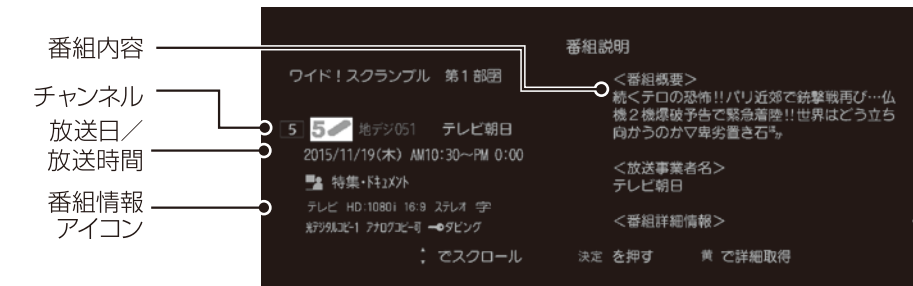 番組内容
チャンネル
放送日／
放送時間
番組情報
アイコン
番組説明
ワイド！スクランブル 第1部字
5 5 地デジ051 テレビ朝日
2015/11/19(木) AM10:30～PM 0:00
特集・ドキュメント
テレビ HD:1080i 16:9 ステレオ 字
光デジタルコピー1 アナログコピー可 ダビング
＜番組概要＞
続くテロの恐怖!!パリ近郊で銃撃戦再び…仏
機２機爆破予告で緊急着陸!!世界はどう立ち
向かうのか▽卑劣置き石
＜放送事業者名＞
テレビ朝日
＜番組詳細情報＞
でスクロール
決定 を押す
黄 で詳細取得